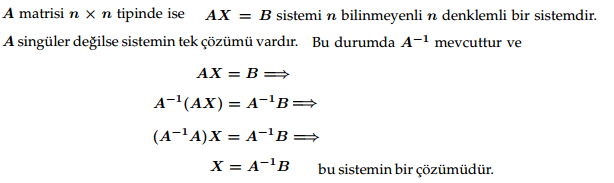 A matrisi n × n tipinde ise AX = B sistemi n bilinmeyenli n denklemli bir sistemdir.
A singüler değilse sistemin tek çözümü vardır. Bu durumda A⁻¹ mevcuttur ve
AX = B ⟹
A⁻¹(AX) = A⁻¹B ⟹
(A⁻¹A)X = A⁻¹B ⟹
X = A⁻¹B bu sistemin bir çözümüdür.